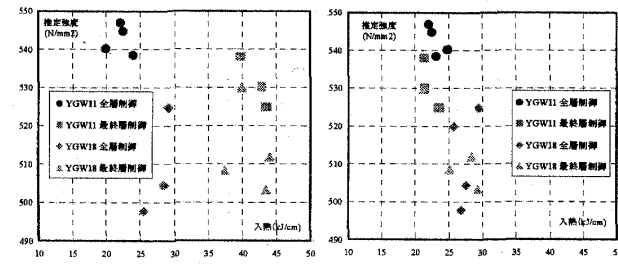 推定強度
(N/mm2)
550
540
530
520
510
500
490
YGW11 全層制御
YGW11 最終層制御
YGW18 全層制御
YGW18 最終層制御
入熱(kJ/cm)
10
15
20
25
30
35
40
45
50
推定強度
(N/mm2)
550
540
530
520
510
500
490
YGW11 全層制御
YGW11 最終層制御
YGW18 全層制御
YGW18 最終層制御
入熱(kJ/cm)
10
15
20
25
30
35
40
45